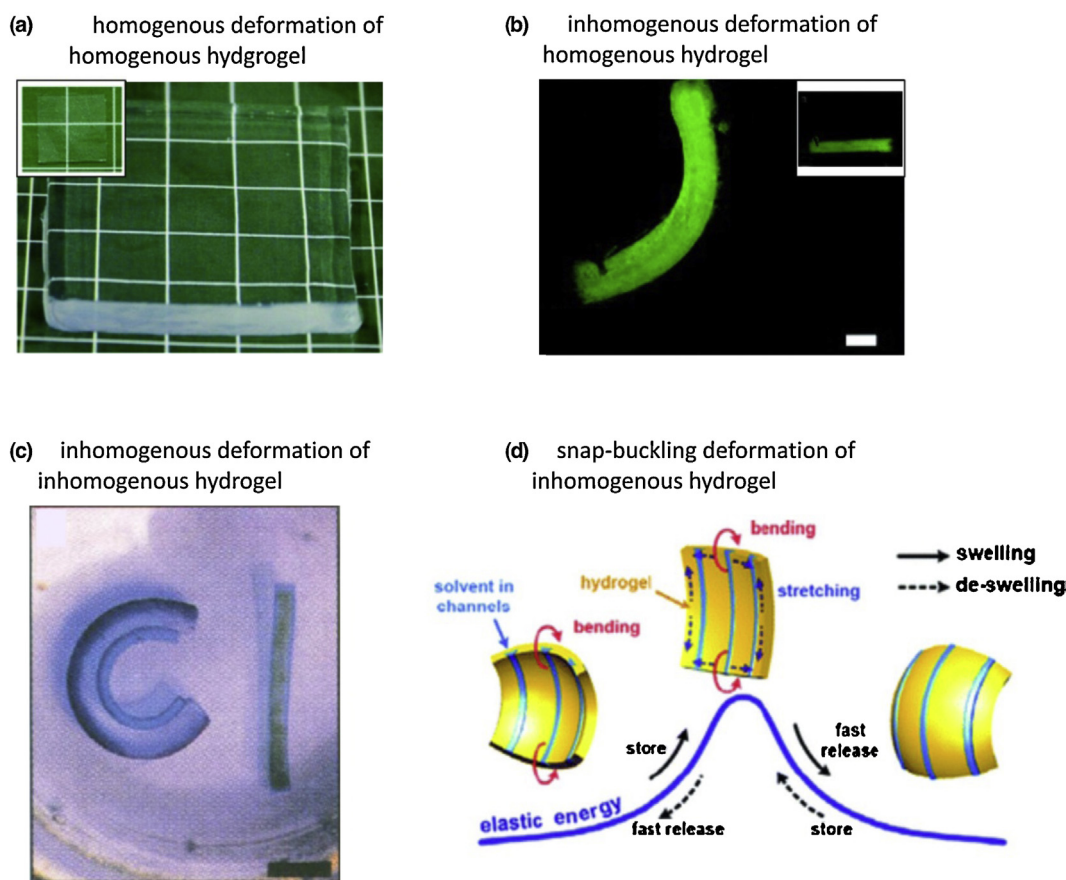 (a) homogenous deformation of
homogenous hydgrogel
(b) inhomogenous deformation of
homogenous hydrogel
(c) inhomogenous deformation of
inhomogenous hydrogel
(d) snap-buckling deformation of
inhomogenous hydrogel
bending
swelling
de-swelling
hydrogel
stretching
solvent in
channels
bending
store
fast
release
elastic energy
fast release
store